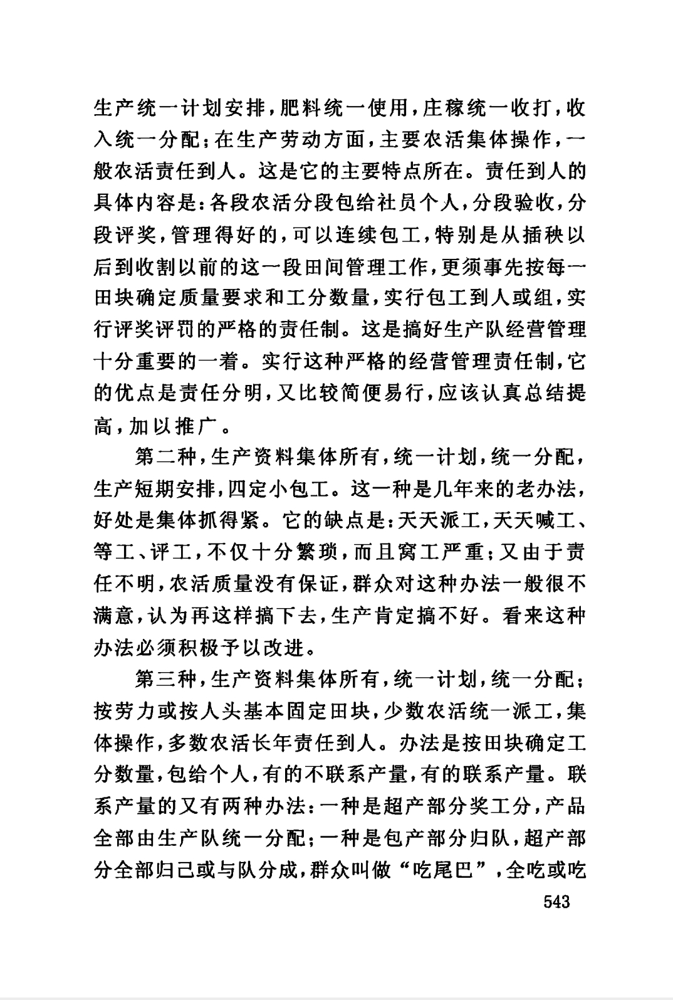 生产统一计划安排，肥料统一使用，庄稼统一收打，收
入统一分配；在生产劳动方面，主要农活集体操作，一
般农活责任到人。这是它的主要特点所在。责任到人的
具体内容是：各段农活分段包给社员个人，分段验收，分
段评奖，管理得好的，可以连续包工，特别是从插秧以
后到收割以前的这一段田间管理工作，更须事先按每一
田块确定质量要求和工分数量，实行包工到人或组，实
行评奖评罚的严格的责任制。这是搞好生产队经营管理
十分重要的一着。实行这种严格的经营管理责任制，它
的优点是责任分明，又比较简便易行，应该认真总结提
高，加以推广。
第二种，生产资料集体所有，统一计划，统一分配，
生产短期安排，四定小包工。这一种是几年来的老办法，
好处是集体抓得紧。它的缺点是：天天派工，天天喊工、
等工、评工，不仅十分繁琐，而且窝工严重；又由于责
任不明，农活质量没有保证，群众对这种办法一般很不
满意，认为再这样搞下去，生产肯定搞不好。看来这种
办法必须积极予以改进。
第三种，生产资料集体所有，统一计划，统一分配；
按劳力或按人头基本固定田块，少数农活统一派工，集
体操作，多数农活长年责任到人。办法是按田块确定工
分数量，包给个人，有的不联系产量，有的联系产量。联
系产量的又有两种办法：一种是超产部分奖工分，产品
全部由生产队统一分配；一种是包产部分归队，超产部
分全部归己或与队分成，群众叫做“吃尾巴”，全吃或吃
543